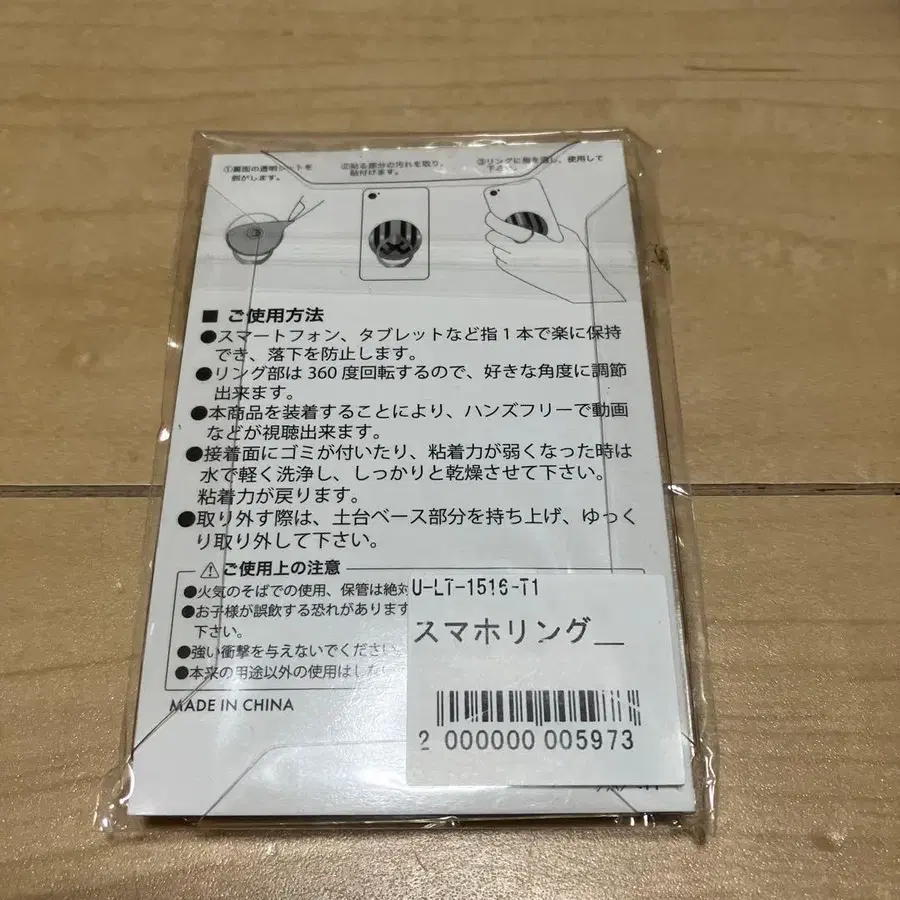 ①裏面の透明シートを
剥がします。
②貼る部分の汚れを取り、
貼付けます。
③リングに指を通し、使用して
下さい。
■ ご使用方法
●スマートフォン、タブレットなど指1本で楽に保持
でき、落下を防止します。
●リング部は360度回転するので、好きな角度に調節
出来ます。
●本商品を装着することにより、ハンズフリーで動画
などが視聴出来ます。
●接着面にゴミが付いたり、粘着力が弱くなった時は
水で軽く洗浄し、しっかりと乾燥させて下さい。
粘着力が戻ります。
●取り外す際は、土台ベース部分を持ち上げ、ゆっく
り取り外して下さい。
⚠ご使用上の注意
●火気のそばでの使用、保管は絶対
●お子様が誤飲する恐れがあります
下さい。
●強い衝撃を与えないでください。
●本来の用途以外の使用はしない
MADE IN CHINA
U-LT-1516-T1
スマホリング__
2 000000 005973